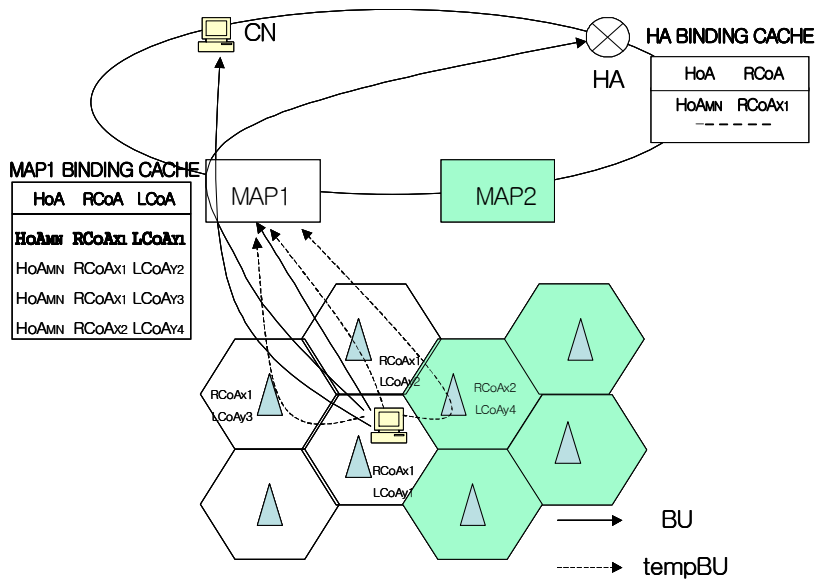 CN
HA
HA BINDING CACHE
HoA RCoA
HoAMN RCoAX1
MAP1 BINDING CACHE
HoA RCoA LCoA
HoAMN RCoAX1 LCoAY1
HoAMN RCoAX1 LCoAY2
HoAMN RCoAX1 LCoAY3
HoAMN RCoAX2 LCoAY4
MAP1
MAP2
RCoAX1
LCoAy2
RCoAX2
LCoAy4
RCoAX1
LCoAy3
RCoAX1
LCoAy1
BU
tempBU